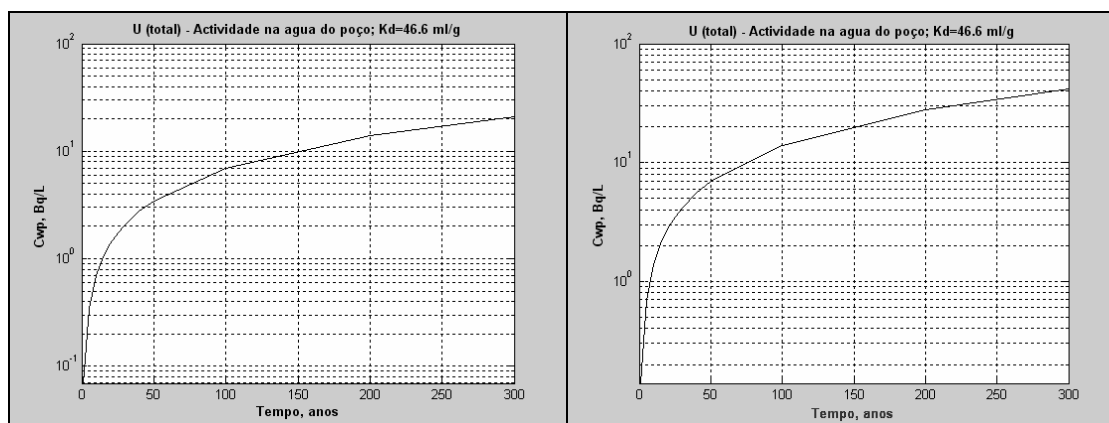 U (total) - Actividade na agua do poço; Kd=46.6 ml/g
10²
10¹
10⁰
10⁻¹
Cwp, Bq/L
0 50 100 150 200 250 300
Tempo, anos
U (total) - Actividade na agua do poço; Kd=46.6 ml/g
10²
10¹
10⁰
Cwp, Bq/L
0 50 100 150 200 250 300
Tempo, anos